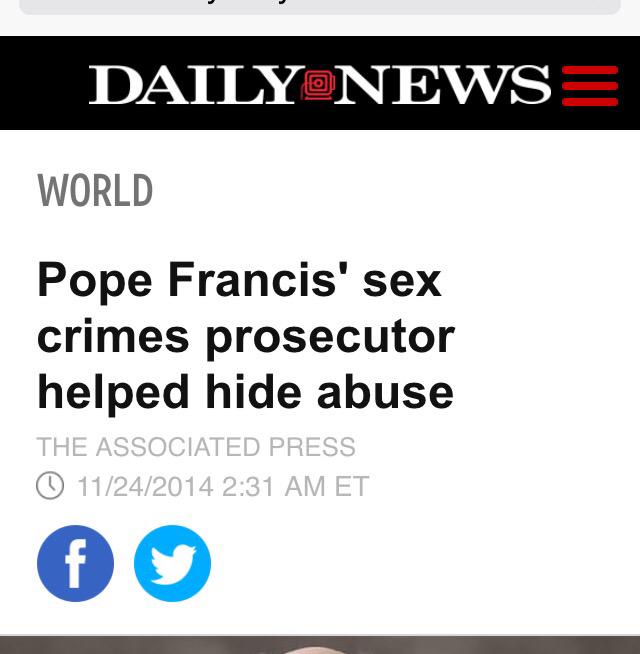 DAILY NEWS
WORLD
Pope Francis' sex
crimes prosecutor
helped hide abuse
THE ASSOCIATED PRESS
11/24/2014 2:31 AM ET
f